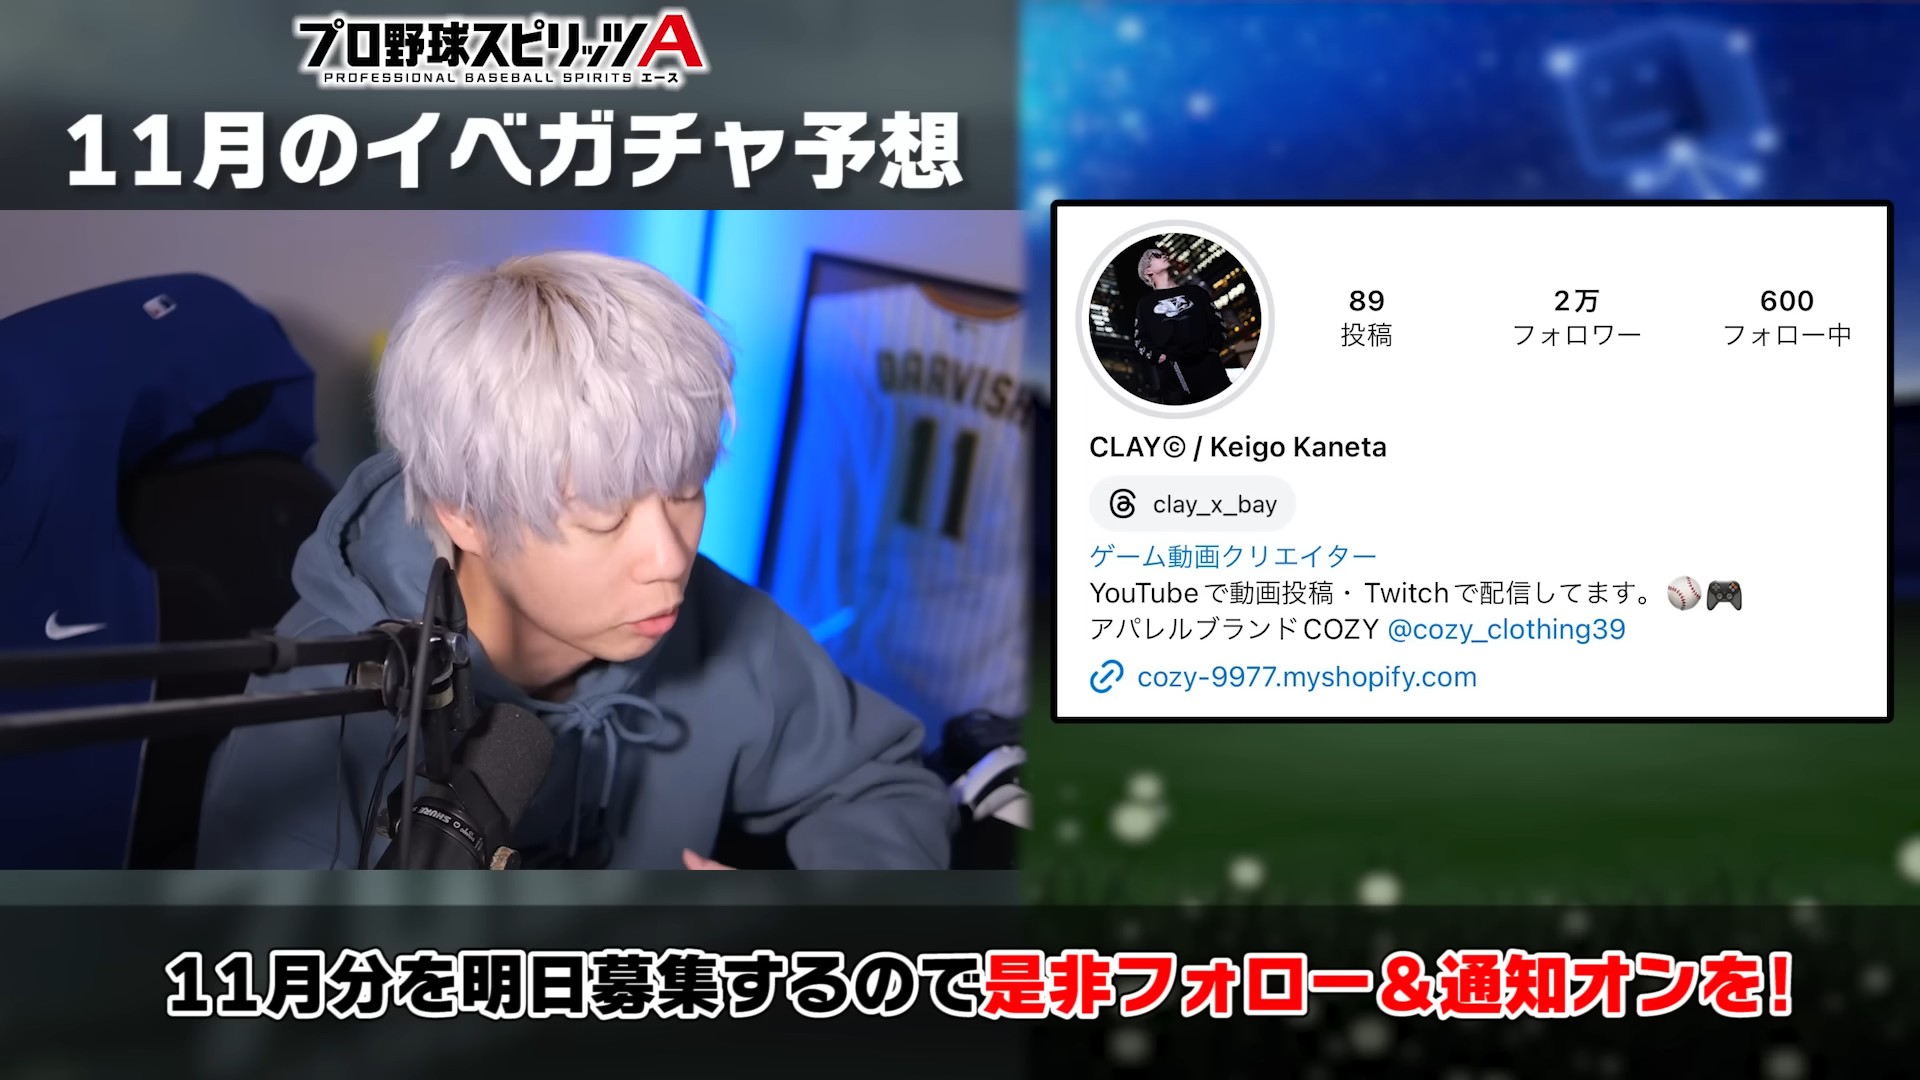 プロ野球スピリッツA
PROFESSIONAL BASEBALL SPIRITS エース
11月のイベガチャ予想
DARVISH
11
SHURE
89
投稿
2万
フォロワー
600
フォロー中
CLAY© / Keigo Kaneta
clay_x_bay
ゲーム動画クリエイター
YouTubeで動画投稿・Twitchで配信してます。⚾🎮
アパレルブランドCOZY @cozy_clothing39
cozy-9977.myshopify.com
11月分を明日募集するので是非フォロー＆通知オンを！